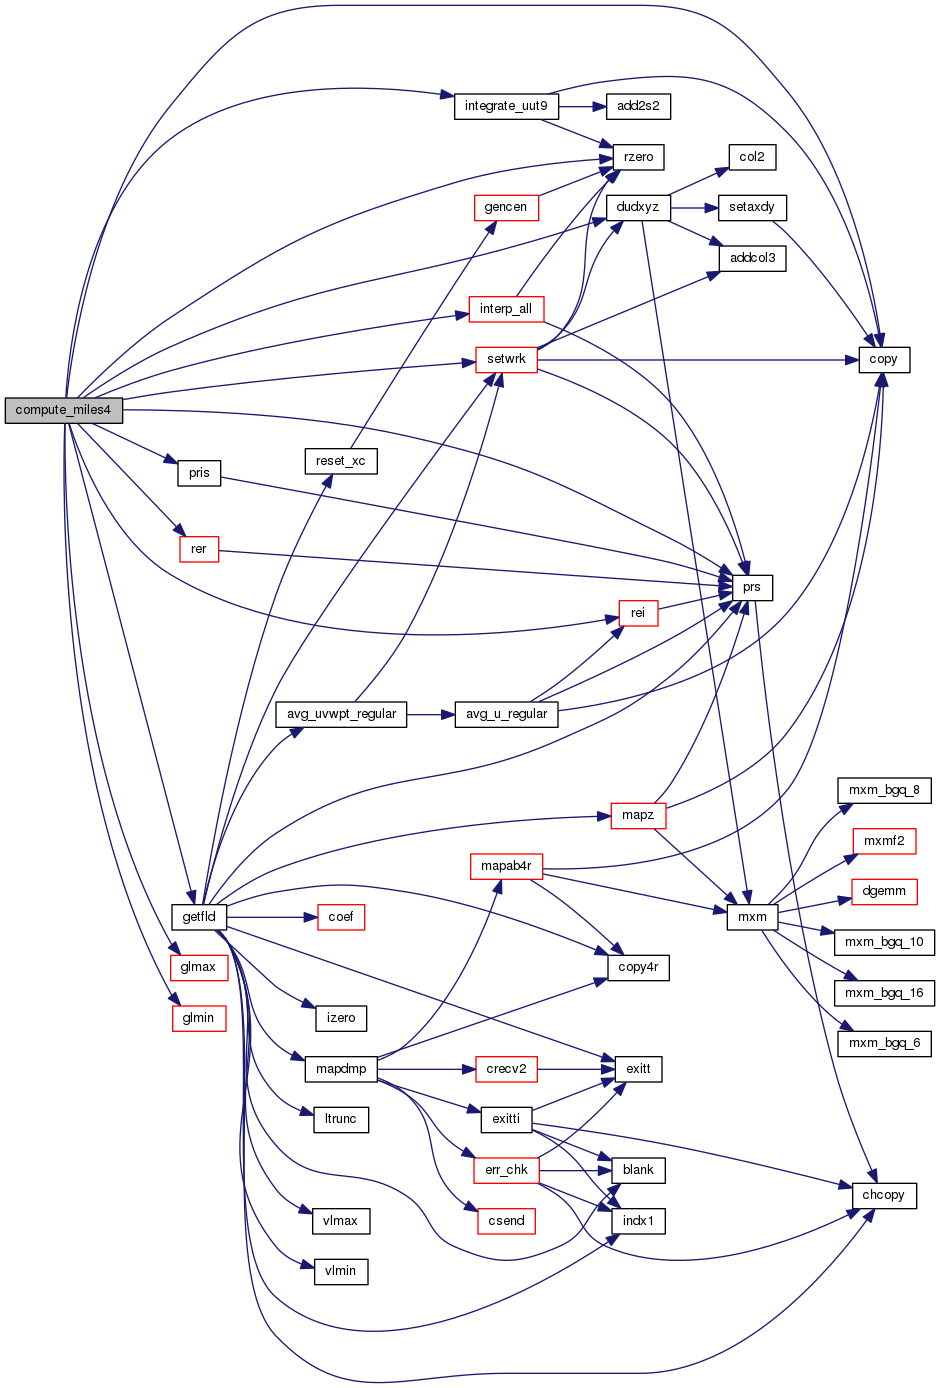 integrate_uut9
add2s2
rzero
col2
gencen
dudxyz
setaxdy
addcol3
interp_all
setwrk
copy
compute_miles4
reset_xc
pris
rer
prs
rei
avg_uvwpt_regular
avg_u_regular
mxm_bgq_8
mapz
mxmf2
mapab4r
dgemm
getfld
coef
mxm
mxm_bgq_10
glmax
copy4r
mxm_bgq_16
glmin
izero
mxm_bgq_6
mapdmp
crecv2
exitt
ltrunc
exitti
err_chk
blank
chcopy
vlmax
csend
indx1
vlmin